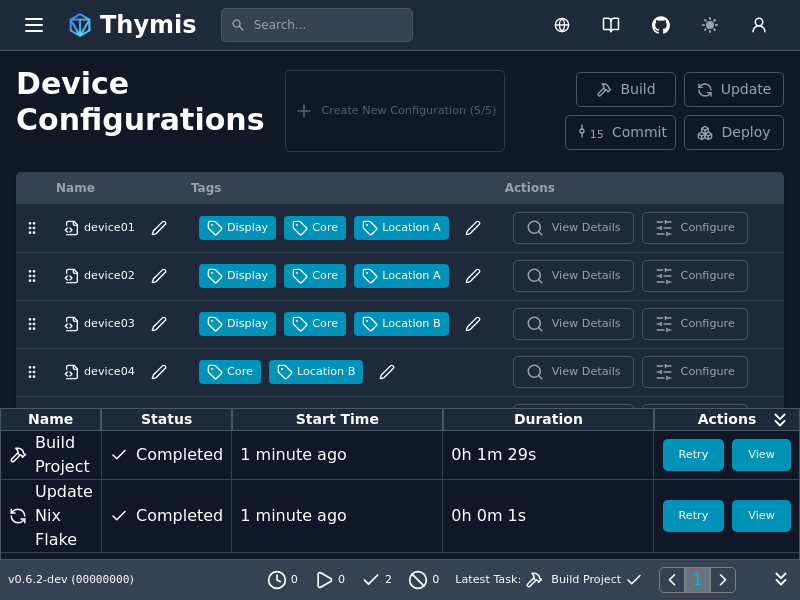 Thymis
Search...
Device
Configurations
Create New Configuration (5/5)
Build
Update
15 Commit
Deploy
Name Tags Actions
device01 Display Core Location A View Details Configure
device02 Display Core Location A View Details Configure
device03 Display Core Location B View Details Configure
device04 Core Location B View Details Configure
Name Status Start Time Duration Actions
Build
Project
Completed 1 minute ago 0h 1m 29s Retry View
Update
Nix
Flake
Completed 1 minute ago 0h 0m 1s Retry View
v0.6.2-dev (00000000) 0 0 2 0 Latest Task: Build Project 1